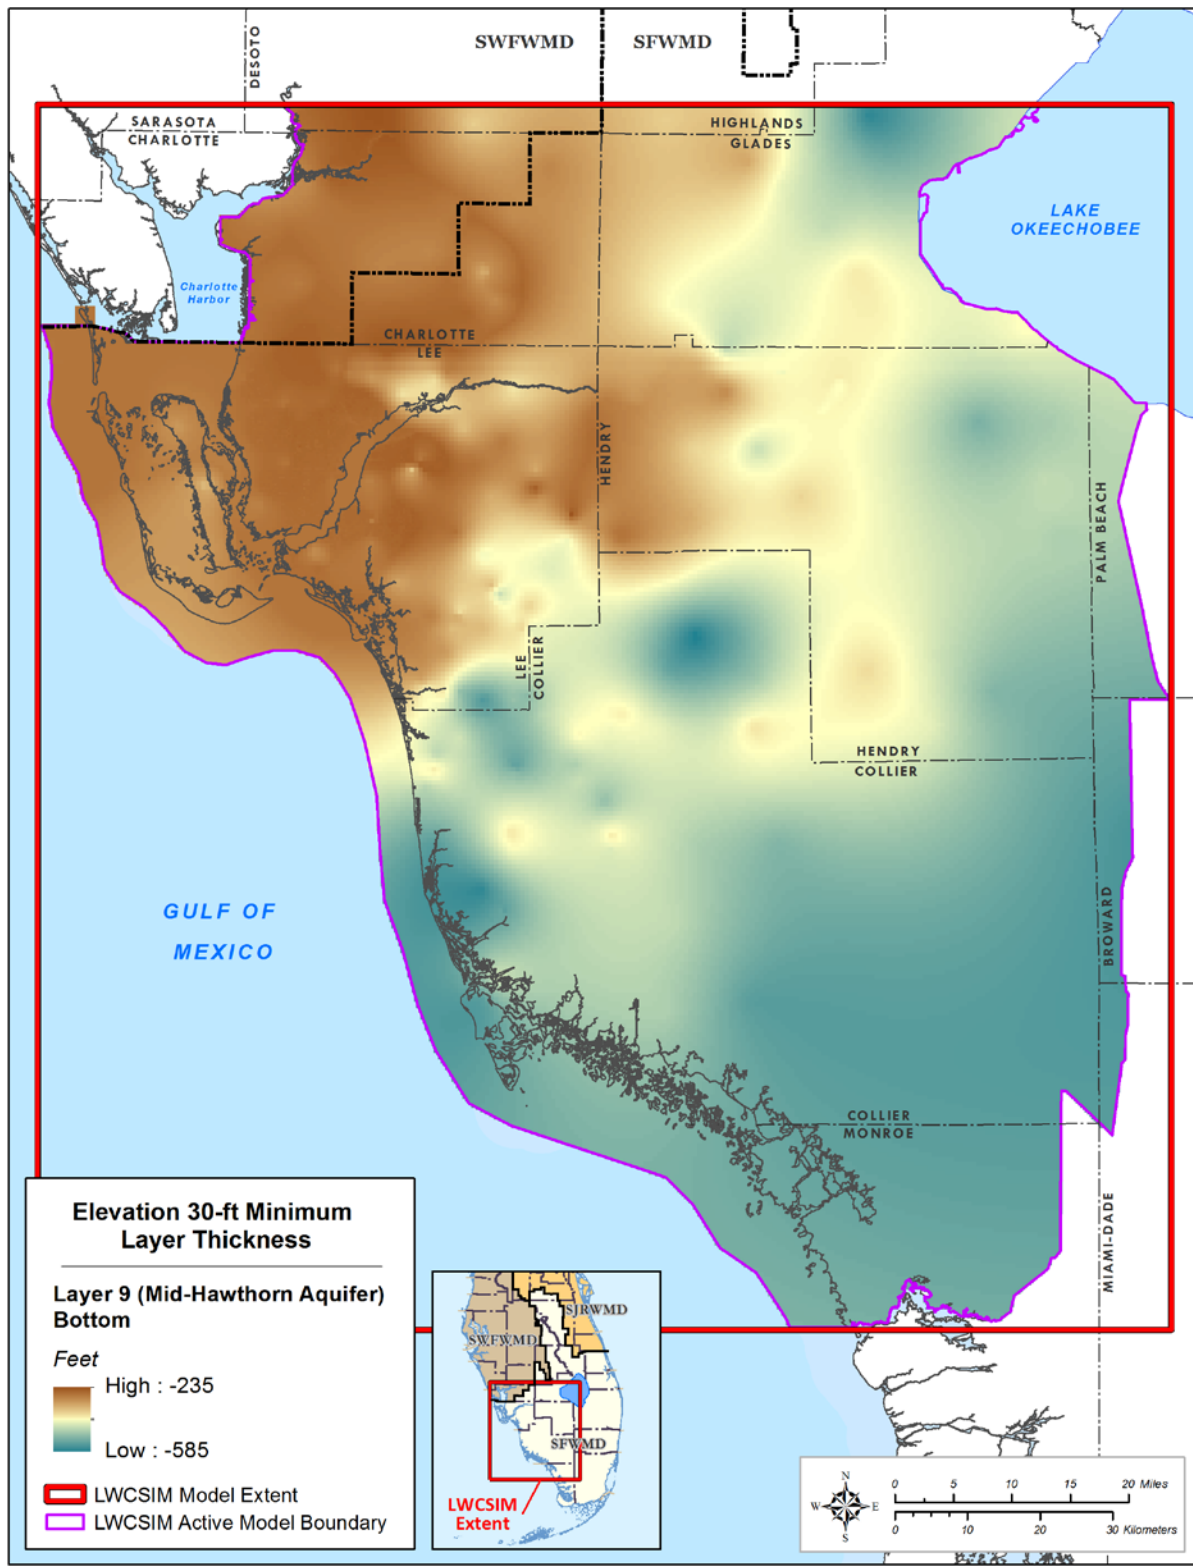 SWFWMD
SFWMD
DESOTO
SARASOTA
CHARLOTTE
HIGHLANDS
GLADES
LAKE
OKEECHOBEE
Charlotte
Harbor
CHARLOTTE
LEE
HENDRY
PALM BEACH
LEE
COLLIER
HENDRY
COLLIER
GULF OF
MEXICO
BROWARD
COLLIER
MONROE
MIAMI-DADE
Elevation 30-ft Minimum
Layer Thickness
Layer 9 (Mid-Hawthorn Aquifer)
Bottom
Feet
High : -235
Low : -585
LWCSIM Model Extent
LWCSIM Active Model Boundary
SJRWMD
SWFWMD
SFWMD
LWCSIM
Extent
N
W
E
S
0 5 10 15 20 Miles
0 10 20 30 Kilometers